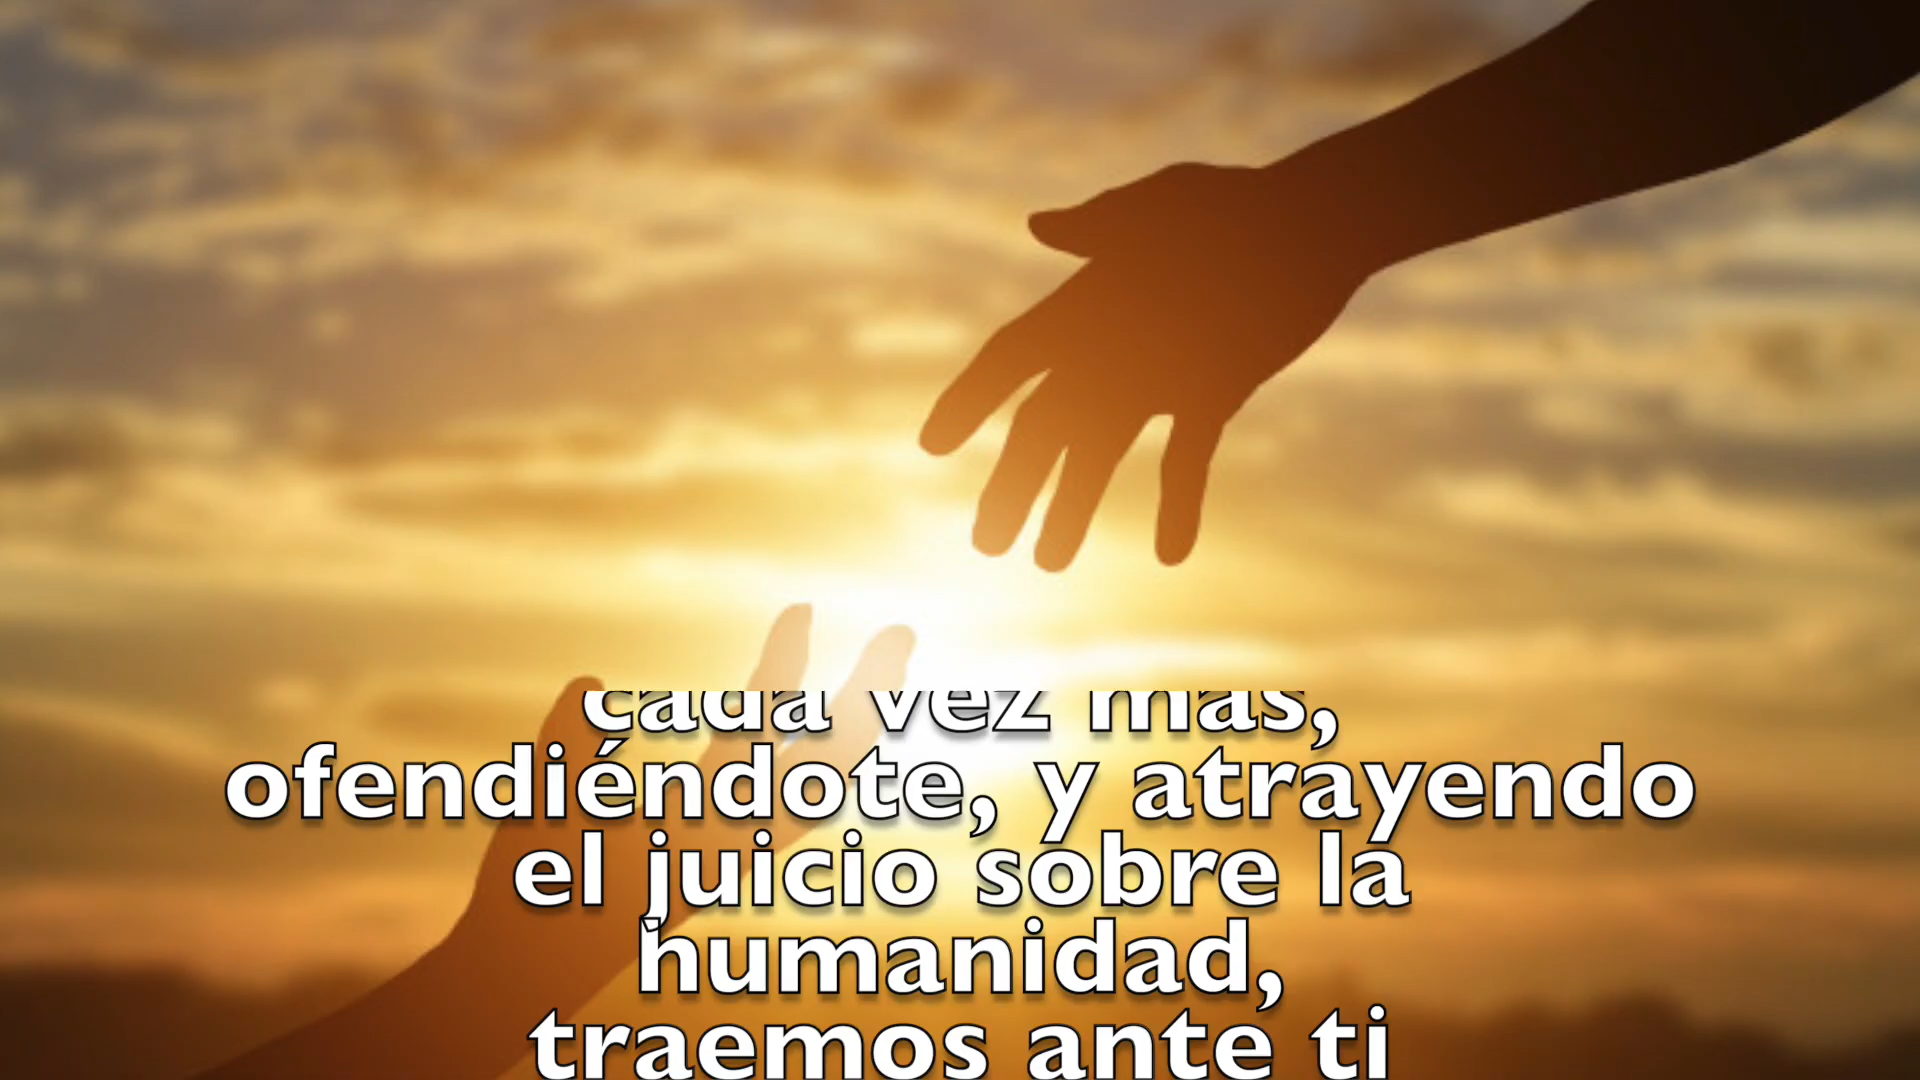 cada vez más,
ofendiéndote, y atrayendo
el juicio sobre la
humanidad,
traemos ante ti